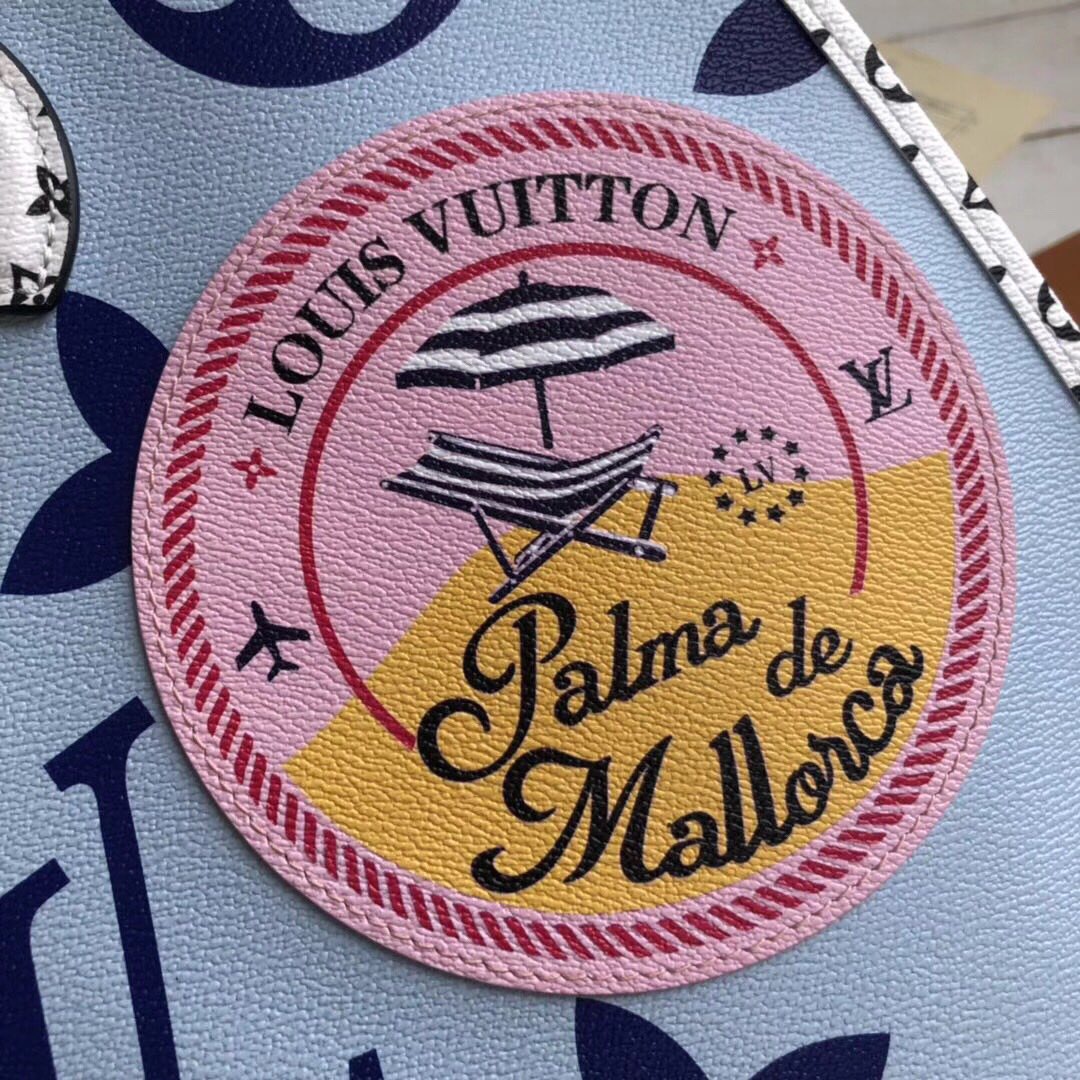 LOUIS VUITTON
LV
LV
Palma de
Mallorca